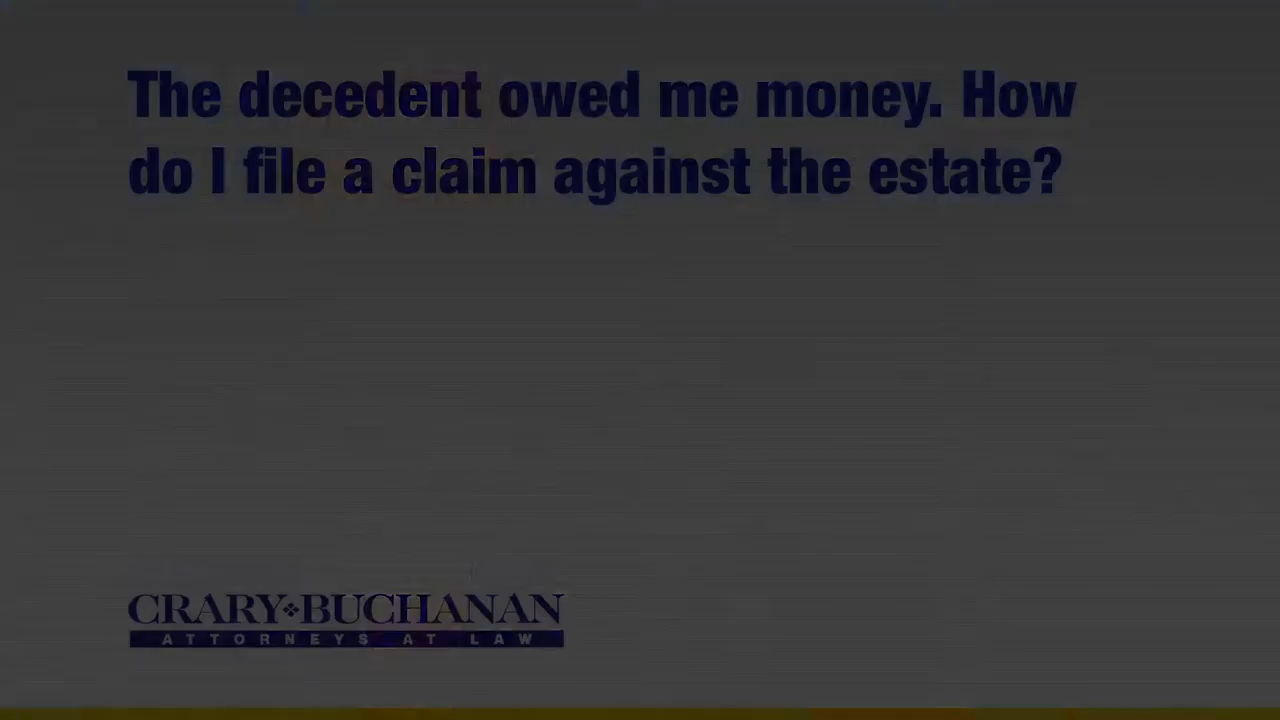 The decedent owed me money. How
do I file a claim against the estate?
CRARY BUCHANAN
ATTORNEYS AT LAW